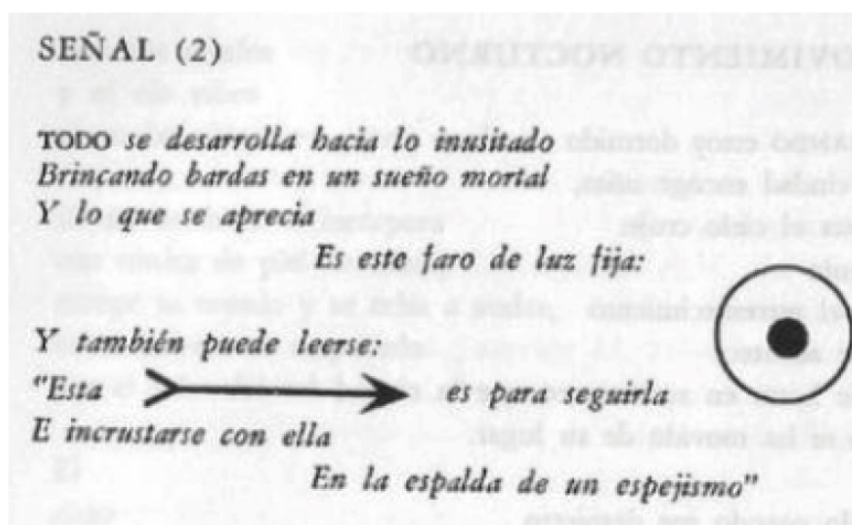 SEÑAL (2)
TODO se desarrolla hacia lo inusitado
Brincando bardas en un sueño mortal
Y lo que se aprecia
Es este faro de luz fija:
Y también puede leerse:
"Esta es para seguirla
E incrustarse con ella
En la espalda de un espejismo"